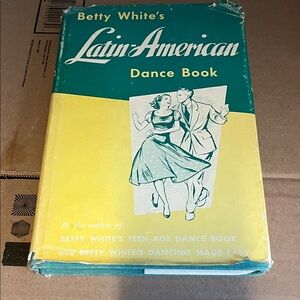 Betty White's
Latin-American
Dance Book
By the author of
BETTY WHITE'S TEEN-AGE DANCE BOOK
and BETTY WHITE'S DANCING MADE EASY